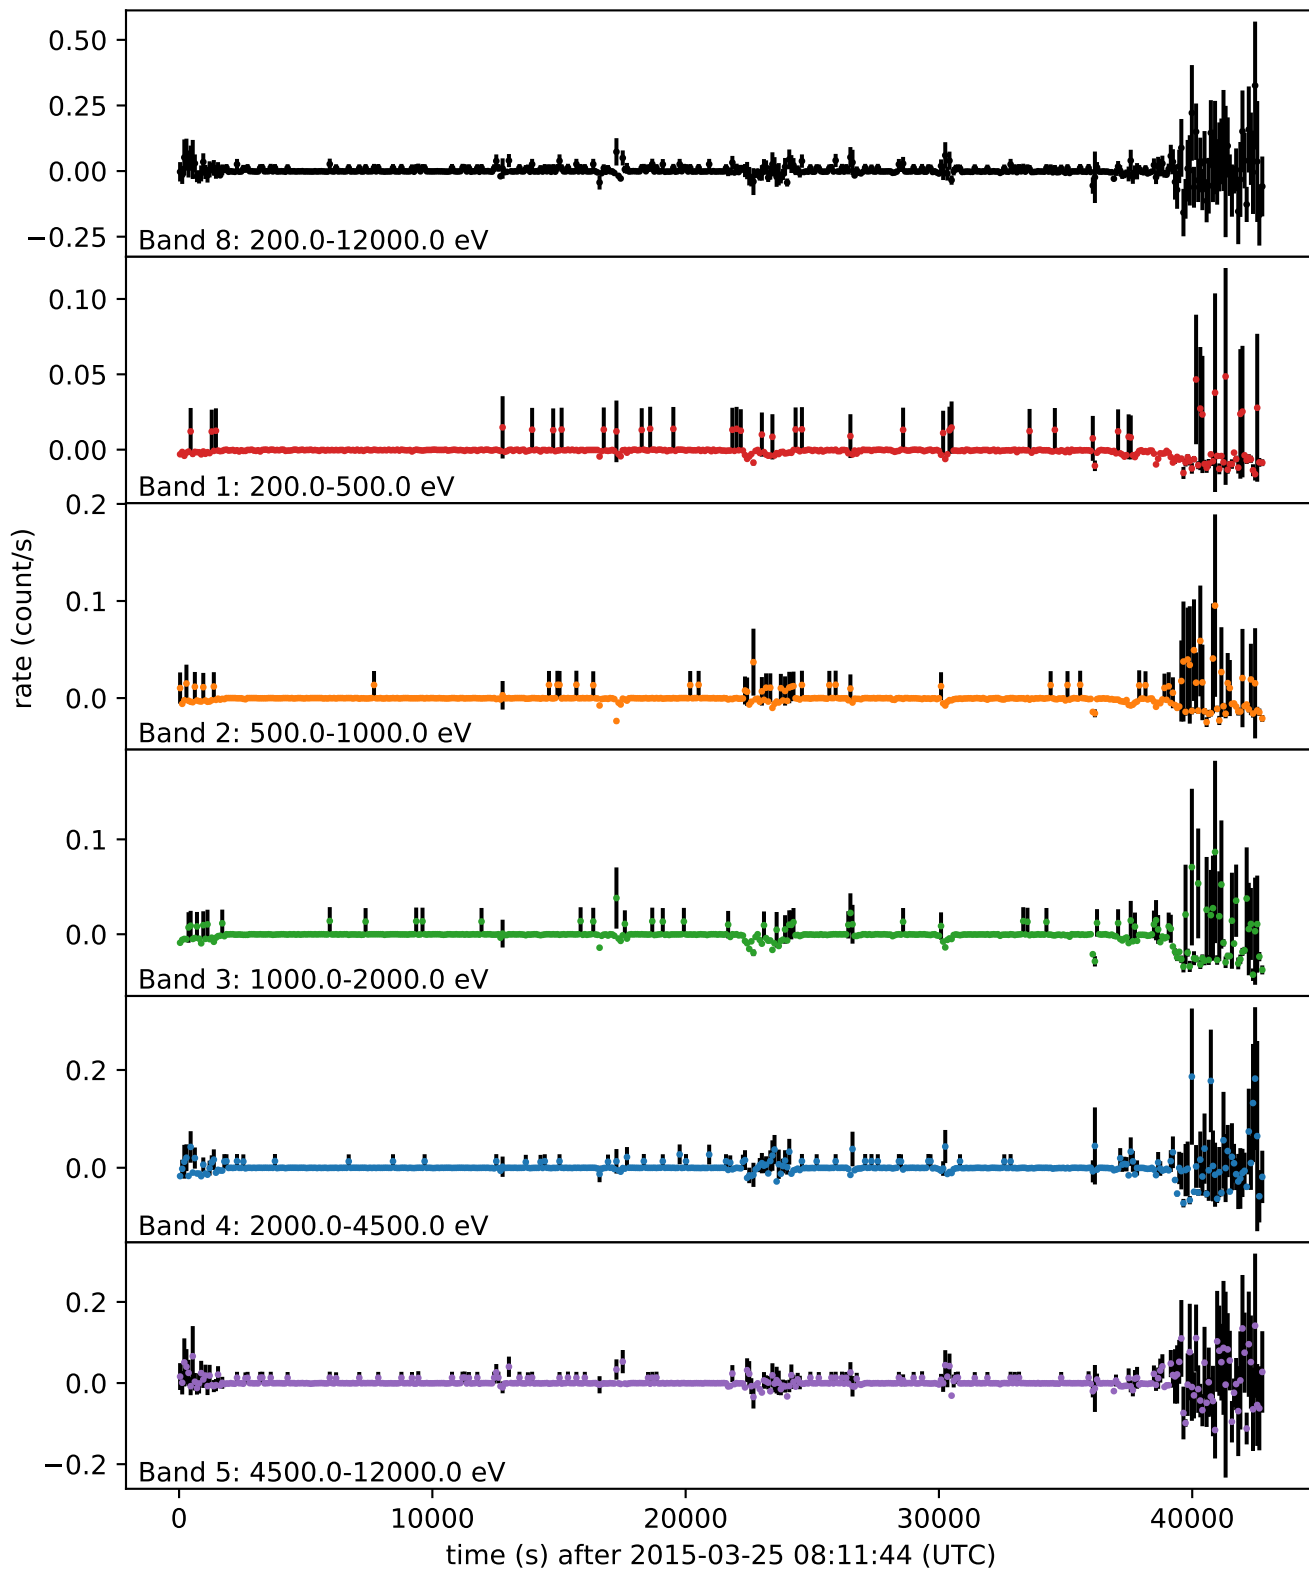 0.50
0.25
0.00
−0.25
Band 8: 200.0-12000.0 eV
0.10
0.05
0.00
Band 1: 200.0-500.0 eV
0.2
0.1
0.0
Band 2: 500.0-1000.0 eV
rate (count/s)
0.1
0.0
Band 3: 1000.0-2000.0 eV
0.2
0.0
Band 4: 2000.0-4500.0 eV
0.2
0.0
−0.2
Band 5: 4500.0-12000.0 eV
0 10000 20000 30000 40000
time (s) after 2015-03-25 08:11:44 (UTC)